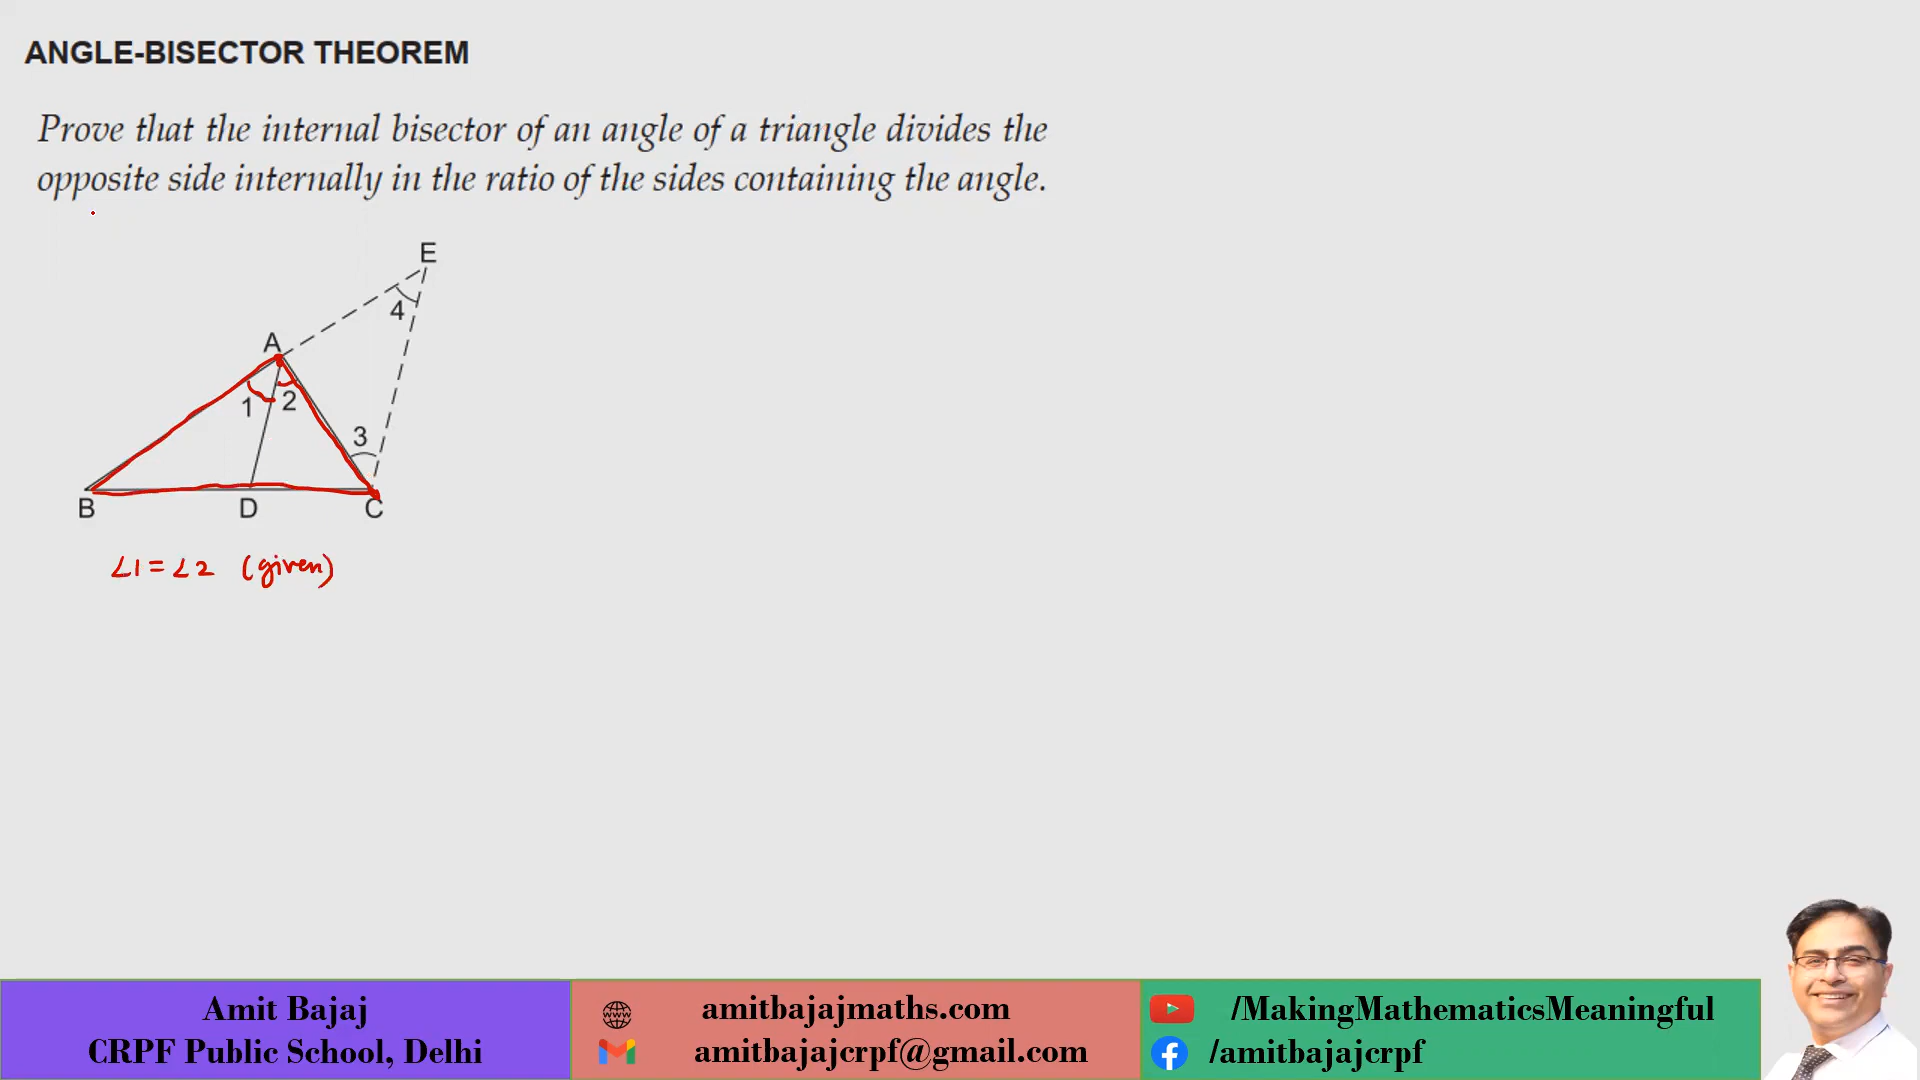 ANGLE-BISECTOR THEOREM
Prove that the internal bisector of an angle of a triangle divides the
opposite side internally in the ratio of the sides containing the angle.
E
4
A
1 2
3
B D C
∠1 = ∠2 (given)
Amit Bajaj
CRPF Public School, Delhi
www
amitbajajmaths.com
amitbajajcrpf@gmail.com
/MakingMathematicsMeaningful
/amitbajajcrpf